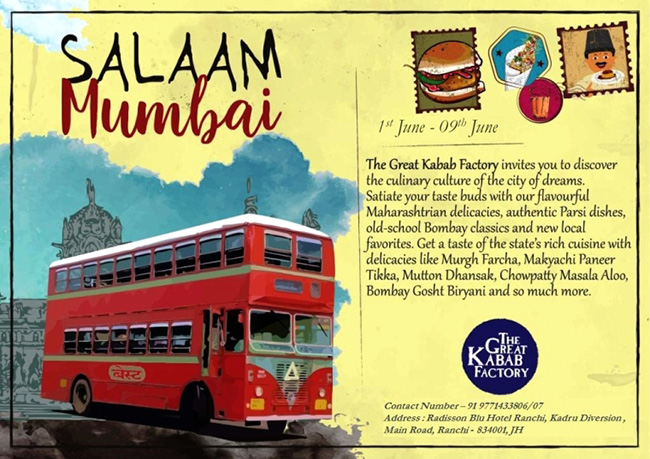 SALAAM
Mumbai
1st June - 09th June
The Great Kabab Factory invites you to discover
the culinary culture of the city of dreams.
Satiate your taste buds with our flavourful
Maharashtrian delicacies, authentic Parsi dishes,
old-school Bombay classics and new local
favorites. Get a taste of the state's rich cuisine with
delicacies like Murgh Farcha, Makyachi Paneer
Tikka, Mutton Dhansak, Chowpatty Masala Aloo,
Bombay Gosht Biryani and so much more.
बेस्ट
THE
GREAT
KABAB
FACTORY
Contact Number – 91 9771433806/07
Address : Radisson Blu Hotel Ranchi, Kadru Diversion ,
Main Road, Ranchi - 834001, JH